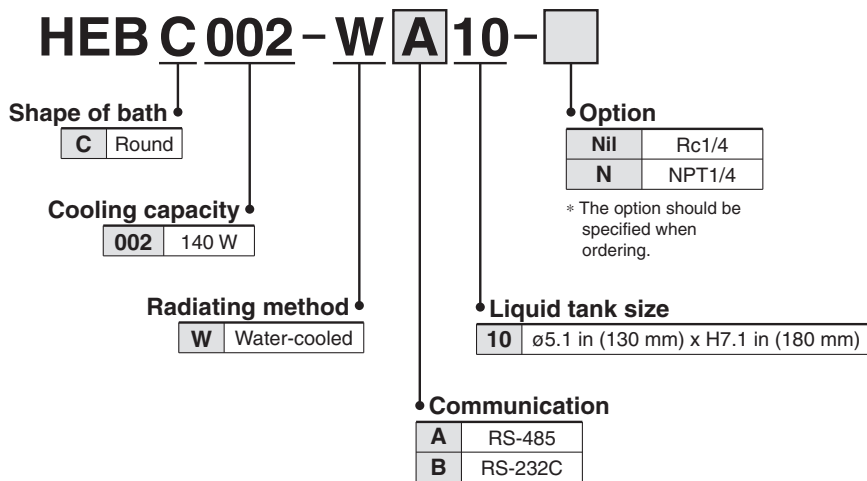 HEB C 002 - W A 10 -
Shape of bath
C Round
Cooling capacity
002 140 W
Radiating method
W Water-cooled
Communication
A RS-485
B RS-232C
Liquid tank size
10 ø5.1 in (130 mm) x H7.1 in (180 mm)
Option
Nil Rc1/4
N NPT1/4
* The option should be
specified when
ordering.